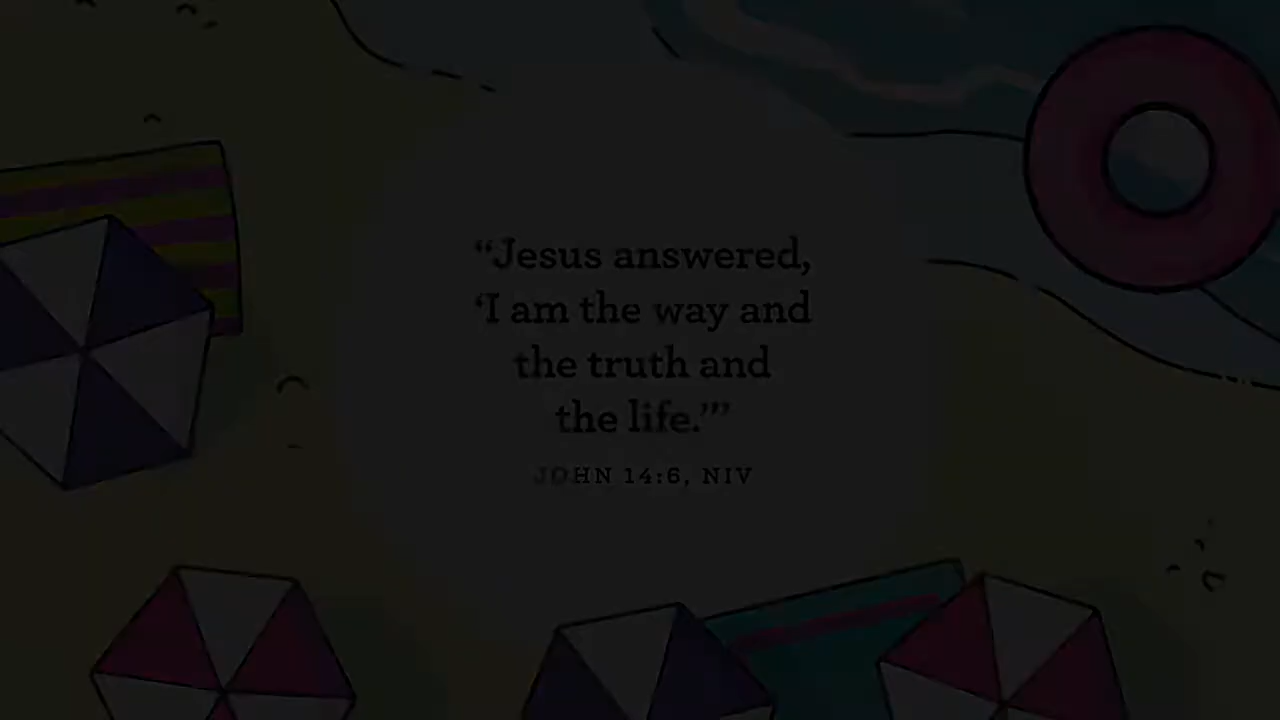 “Jesus answered,
‘I am the way and
the truth and
the life.’”
JOHN 14:6, NIV